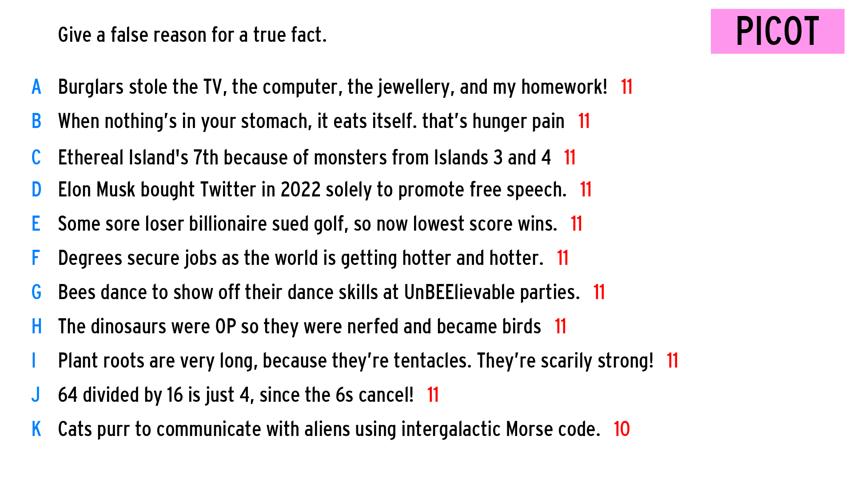 Give a false reason for a true fact.
PICOT
A Burglars stole the TV, the computer, the jewellery, and my homework! 11
B When nothing's in your stomach, it eats itself. that's hunger pain 11
C Ethereal Island's 7th because of monsters from Islands 3 and 4 11
D Elon Musk bought Twitter in 2022 solely to promote free speech. 11
E Some sore loser billionaire sued golf, so now lowest score wins. 11
F Degrees secure jobs as the world is getting hotter and hotter. 11
G Bees dance to show off their dance skills at UnBEElievable parties. 11
H The dinosaurs were OP so they were nerfed and became birds 11
I Plant roots are very long, because they're tentacles. They're scarily strong! 11
J 64 divided by 16 is just 4, since the 6s cancel! 11
K Cats purr to communicate with aliens using intergalactic Morse code. 10